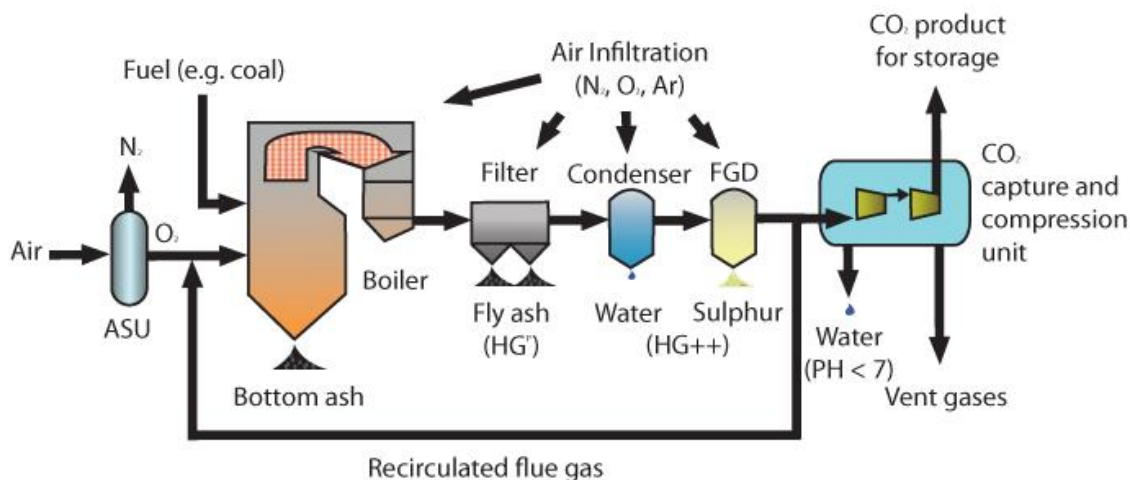 CO₂ product
for storage
Air Infiltration
(N₂, O₂, Ar)
Fuel (e.g. coal)
N₂
Filter
Condenser
FGD
CO₂
capture and
compression
unit
Air
O₂
ASU
Boiler
Fly ash
(HGᴾ)
Water
Sulphur
(HG++)
Water
(PH < 7)
Bottom ash
Vent gases
Recirculated flue gas